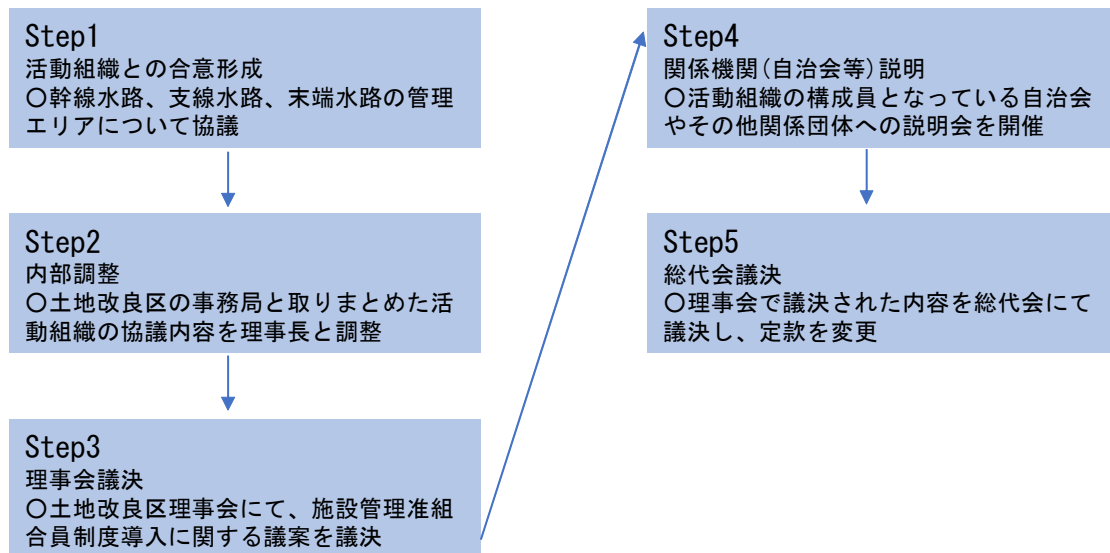 Step1
活動組織との合意形成
〇幹線水路、支線水路、末端水路の管理
エリアについて協議
Step2
内部調整
〇土地改良区の事務局と取りまとめた活
動組織の協議内容を理事長と調整
Step3
理事会議決
〇土地改良区理事会にて、施設管理准組
合員制度導入に関する議案を議決
Step4
関係機関(自治会等)説明
〇活動組織の構成員となっている自治会
やその他関係団体への説明会を開催
Step5
総代会議決
〇理事会で議決された内容を総代会にて
議決し、定款を変更